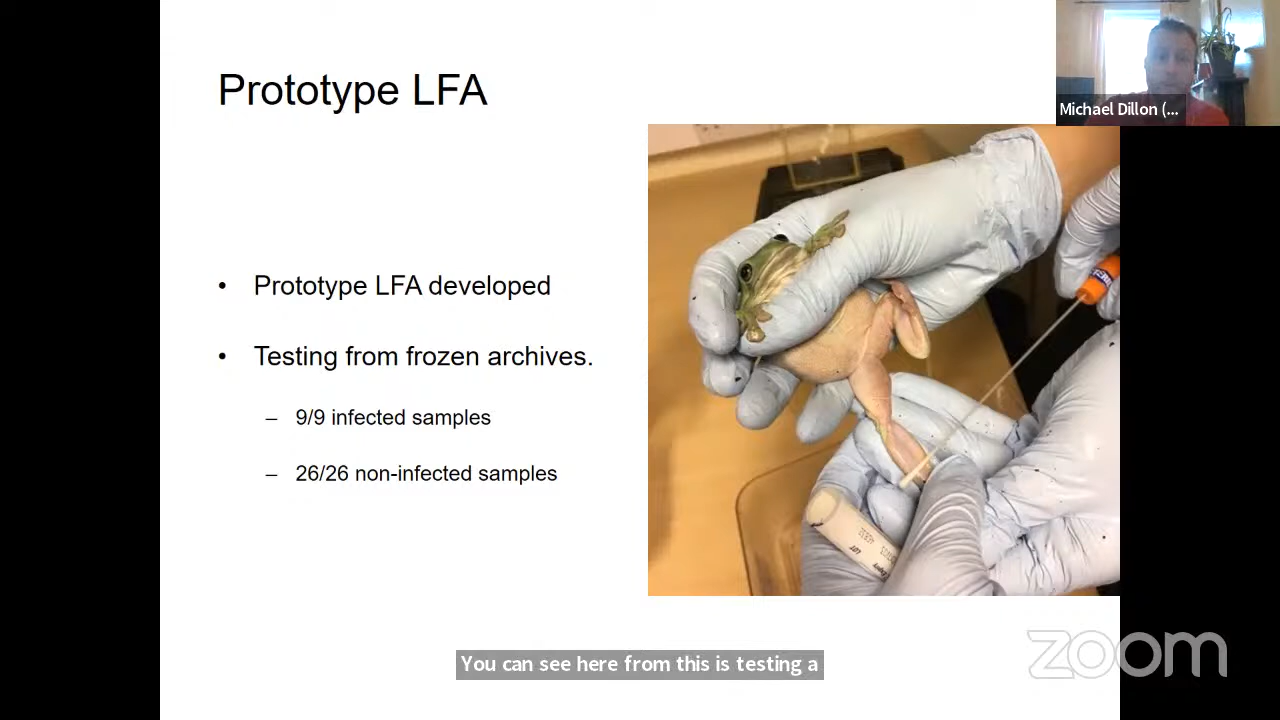 Prototype LFA
Michael Dillon (...
• Prototype LFA developed
• Testing from frozen archives.
– 9/9 infected samples
– 26/26 non-infected samples
LOT
You can see here from this is testing a
zoom